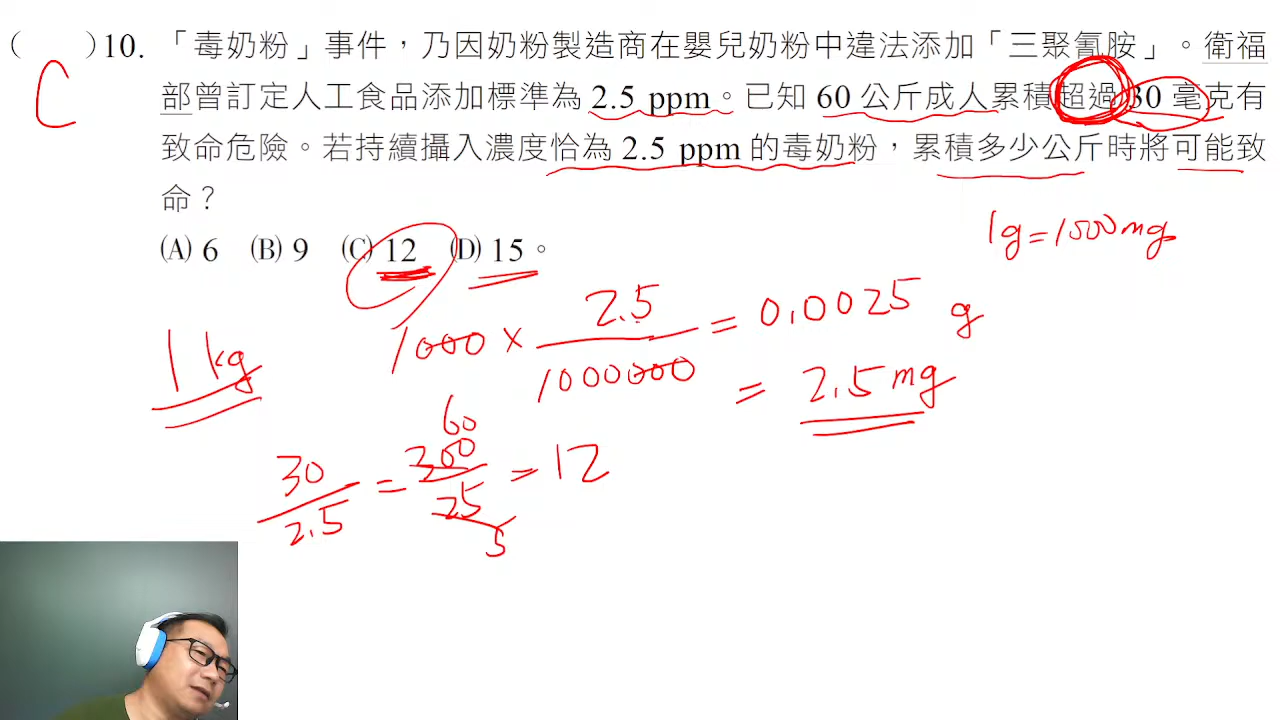 ( C )10. 「毒奶粉」事件，乃因奶粉製造商在嬰兒奶粉中違法添加「三聚氰胺」。衛福
部曾訂定人工食品添加標準為 2.5 ppm。已知 60 公斤成人累積超過 30 毫克有
致命危險。若持續攝入濃度恰為 2.5 ppm 的毒奶粉，累積多少公斤時將可能致
命？
(A) 6 (B) 9 (C) 12 (D) 15。
1g=1000mg
1kg
1000 × 2.5/1000000 = 0.0025 g
= 2.5mg
30/2.5 = 300/25 = 12
60
5